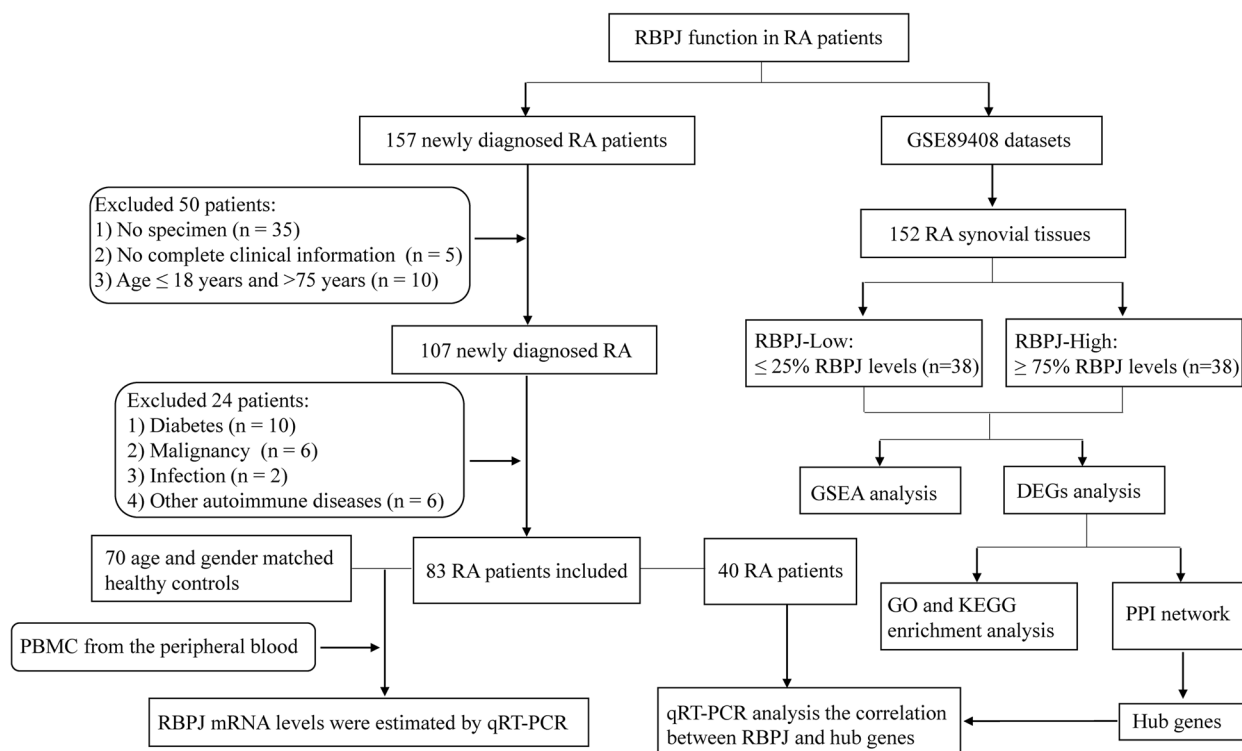 RBPJ function in RA patients
157 newly diagnosed RA patients
GSE89408 datasets
Excluded 50 patients:
1) No specimen (n = 35)
2) No complete clinical information (n = 5)
3) Age ≤ 18 years and >75 years (n = 10)
152 RA synovial tissues
107 newly diagnosed RA
RBPJ-Low:
≤ 25% RBPJ levels (n=38)
RBPJ-High:
≥ 75% RBPJ levels (n=38)
Excluded 24 patients:
1) Diabetes (n = 10)
2) Malignancy (n = 6)
3) Infection (n = 2)
4) Other autoimmune diseases (n = 6)
GSEA analysis
DEGs analysis
70 age and gender matched
healthy controls
83 RA patients included
40 RA patients
GO and KEGG
enrichment analysis
PPI network
PBMC from the peripheral blood
RBPJ mRNA levels were estimated by qRT-PCR
qRT-PCR analysis the correlation
between RBPJ and hub genes
Hub genes